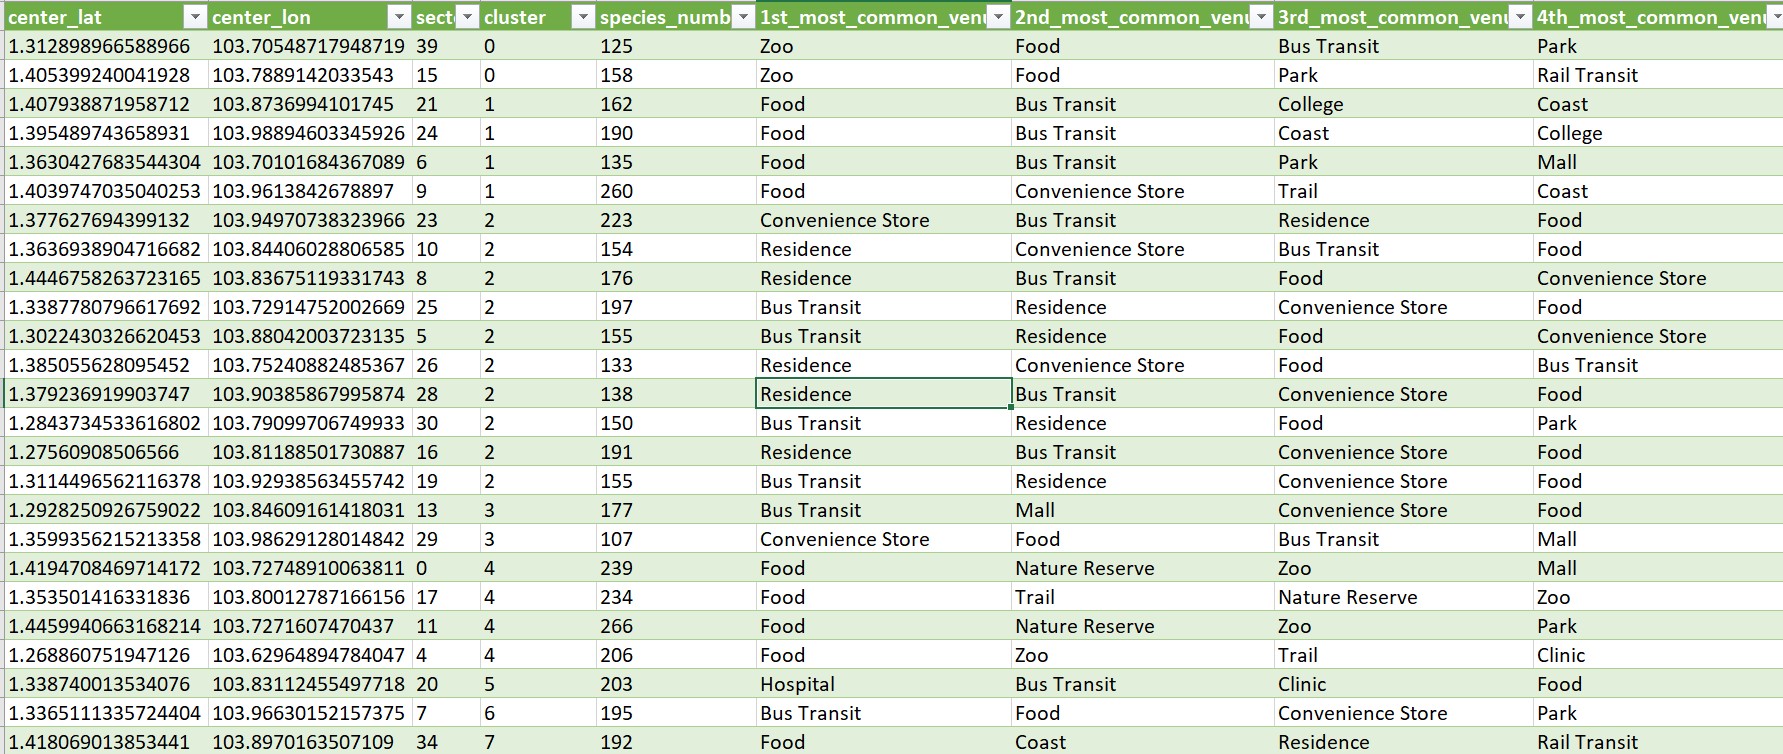 center_lat center_lon sect cluster species_numb 1st_most_common_venu 2nd_most_common_venu 3rd_most_common_venu 4th_most_common_venu
1.312898966588966 103.70548717948719 39 0 125 Zoo Food Bus Transit Park
1.405399240041928 103.7889142033543 15 0 158 Zoo Food Park Rail Transit
1.407938871958712 103.8736994101745 21 1 162 Food Bus Transit College Coast
1.395489743658931 103.98894603345926 24 1 190 Food Bus Transit Coast College
1.3630427683544304 103.70101684367089 6 1 135 Food Bus Transit Park Mall
1.4039747035040253 103.9613842678897 9 1 260 Food Convenience Store Trail Coast
1.377627694399132 103.94970738323966 23 2 223 Convenience Store Bus Transit Residence Food
1.3636938904716682 103.84406028806585 10 2 154 Residence Convenience Store Bus Transit Food
1.4446758263723165 103.83675119331743 8 2 176 Residence Bus Transit Food Convenience Store
1.3387780796617692 103.72914752002669 25 2 197 Bus Transit Residence Convenience Store Food
1.3022430326620453 103.88042003723135 5 2 155 Bus Transit Residence Food Convenience Store
1.385055628095452 103.75240882485367 26 2 133 Residence Convenience Store Food Bus Transit
1.379236919903747 103.90385867995874 28 2 138 Residence Bus Transit Convenience Store Food
1.2843734533616802 103.79099706749933 30 2 150 Bus Transit Residence Food Park
1.27560908506566 103.81188501730887 16 2 191 Residence Bus Transit Convenience Store Food
1.3114496562116378 103.92938563455742 19 2 155 Bus Transit Residence Convenience Store Food
1.2928250926759022 103.84609161418031 13 3 177 Bus Transit Mall Convenience Store Food
1.3599356215213358 103.98629128014842 29 3 107 Convenience Store Food Bus Transit Mall
1.4194708469714172 103.72748910063811 0 4 239 Food Nature Reserve Zoo Mall
1.353501416331836 103.80012787166156 17 4 234 Food Trail Nature Reserve Zoo
1.4459940663168214 103.7271607470437 11 4 266 Food Nature Reserve Zoo Park
1.268860751947126 103.62964894784047 4 4 206 Food Zoo Trail Clinic
1.338740013534076 103.83112455497718 20 5 203 Hospital Bus Transit Clinic Food
1.3365111335724404 103.96630152157375 7 6 195 Bus Transit Food Convenience Store Park
1.418069013853441 103.8970163507109 34 7 192 Food Coast Residence Rail Transit